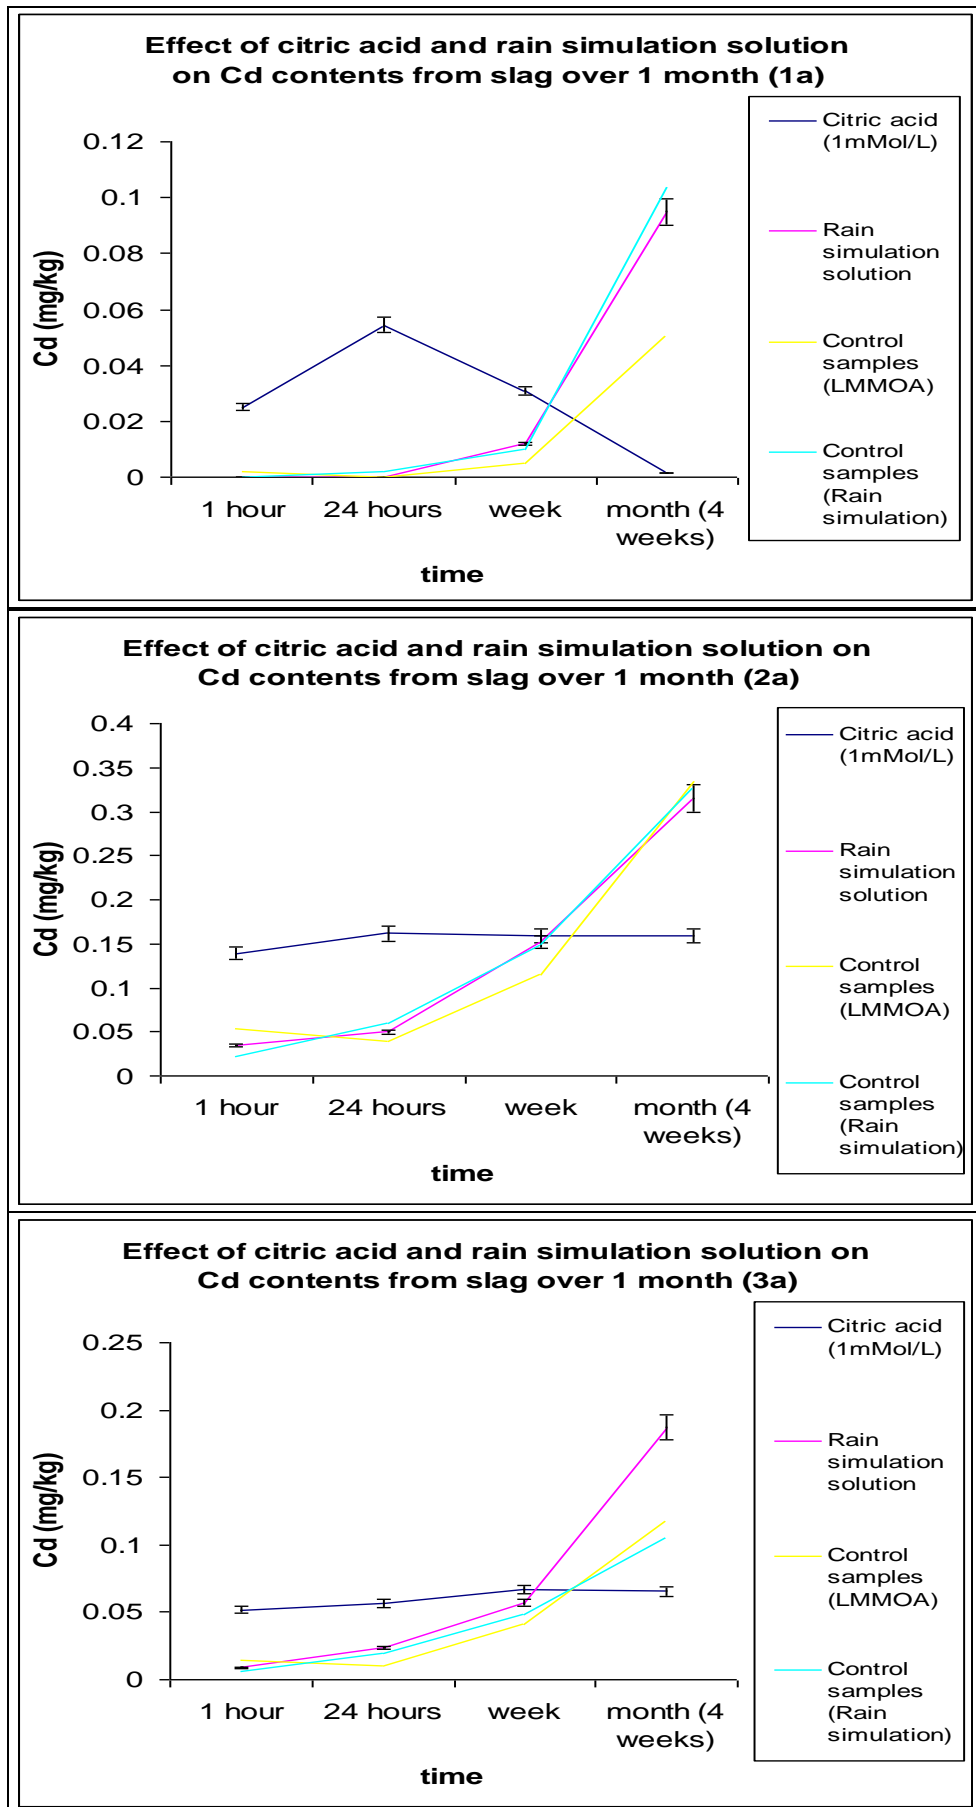 Effect of citric acid and rain simulation solution
on Cd contents from slag over 1 month (1a)
Cd (mg/kg)
0.12
0.1
0.08
0.06
0.04
0.02
0
1 hour
24 hours
week
month (4
weeks)
time
Citric acid
(1mMol/L)
Rain
simulation
solution
Control
samples
(LMMOA)
Control
samples
(Rain
simulation)
Effect of citric acid and rain simulation solution on
Cd contents from slag over 1 month (2a)
Cd (mg/kg)
0.4
0.35
0.3
0.25
0.2
0.15
0.1
0.05
0
1 hour
24 hours
week
month (4
weeks)
time
Citric acid
(1mMol/L)
Rain
simulation
solution
Control
samples
(LMMOA)
Control
samples
(Rain
simulation)
Effect of citric acid and rain simulation solution on
Cd contents from slag over 1 month (3a)
Cd (mg/kg)
0.25
0.2
0.15
0.1
0.05
0
1 hour
24 hours
week
month (4
weeks)
time
Citric acid
(1mMol/L)
Rain
simulation
solution
Control
samples
(LMMOA)
Control
samples
(Rain
simulation)